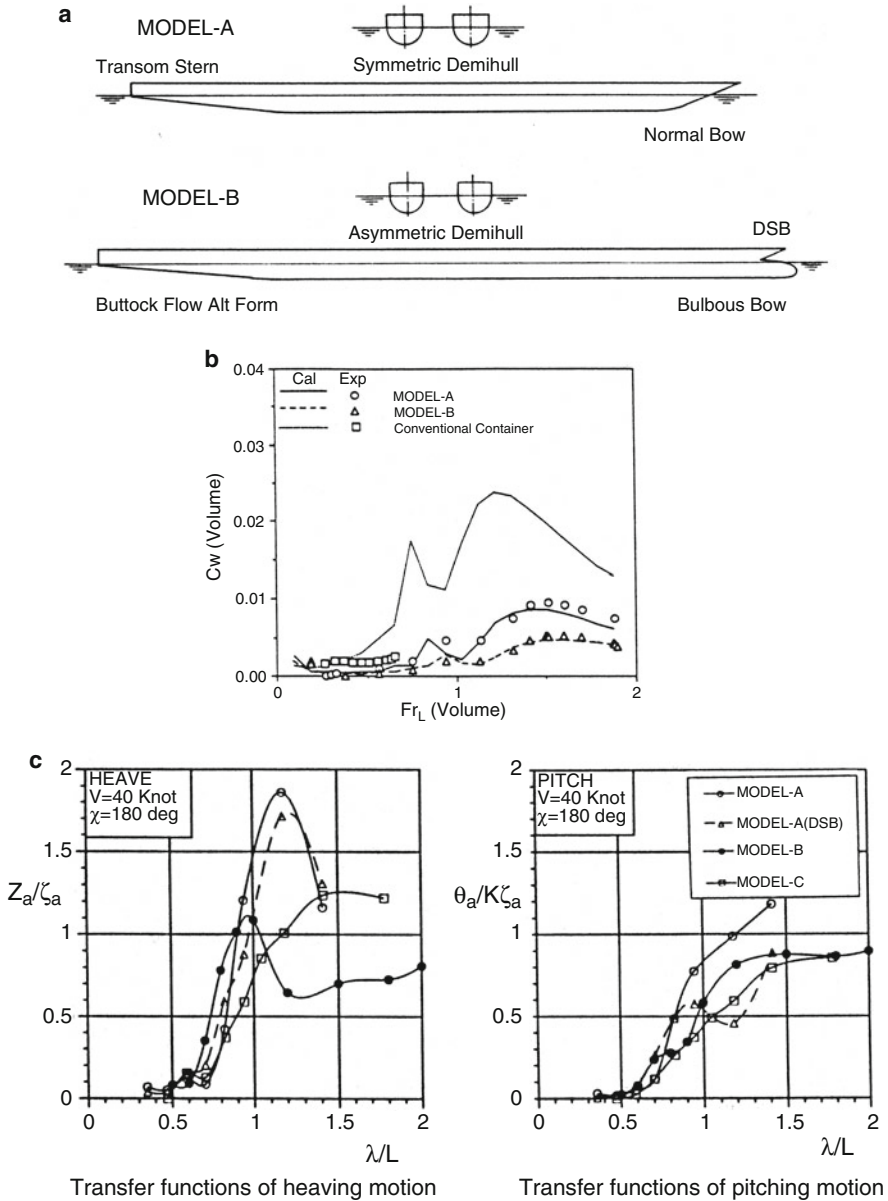 a
MODEL-A
Transom Stern
Symmetric Demihull
Normal Bow
MODEL-B
Asymmetric Demihull
DSB
Buttock Flow Alt Form
Bulbous Bow
b
Cw (Volume)
0.04
0.03
0.02
0.01
0.00
Cal Exp
MODEL-A
MODEL-B
Conventional Container
0 1 2
FrL (Volume)
c
HEAVE
V=40 Knot
χ=180 deg
Za/ζa
2
1.5
1
0.5
0
0 0.5 1 1.5 2
λ/L
Transfer functions of heaving motion
PITCH
V=40 Knot
χ=180 deg
MODEL-A
MODEL-A(DSB)
MODEL-B
MODEL-C
θa/Kζa
2
1.5
1
0.5
0
0 0.5 1 1.5 2
λ/L
Transfer functions of pitching motion